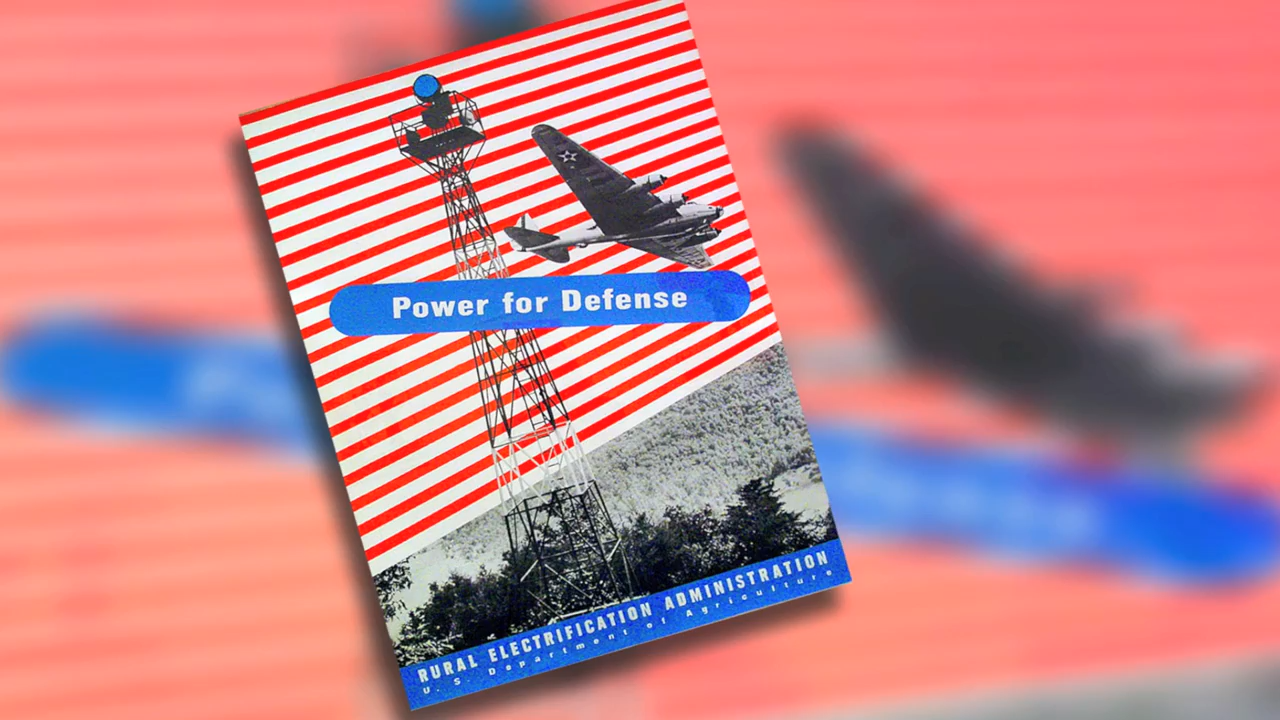 Power for Defense
RURAL ELECTRIFICATION ADMINISTRATION
U. S. Department of Agriculture